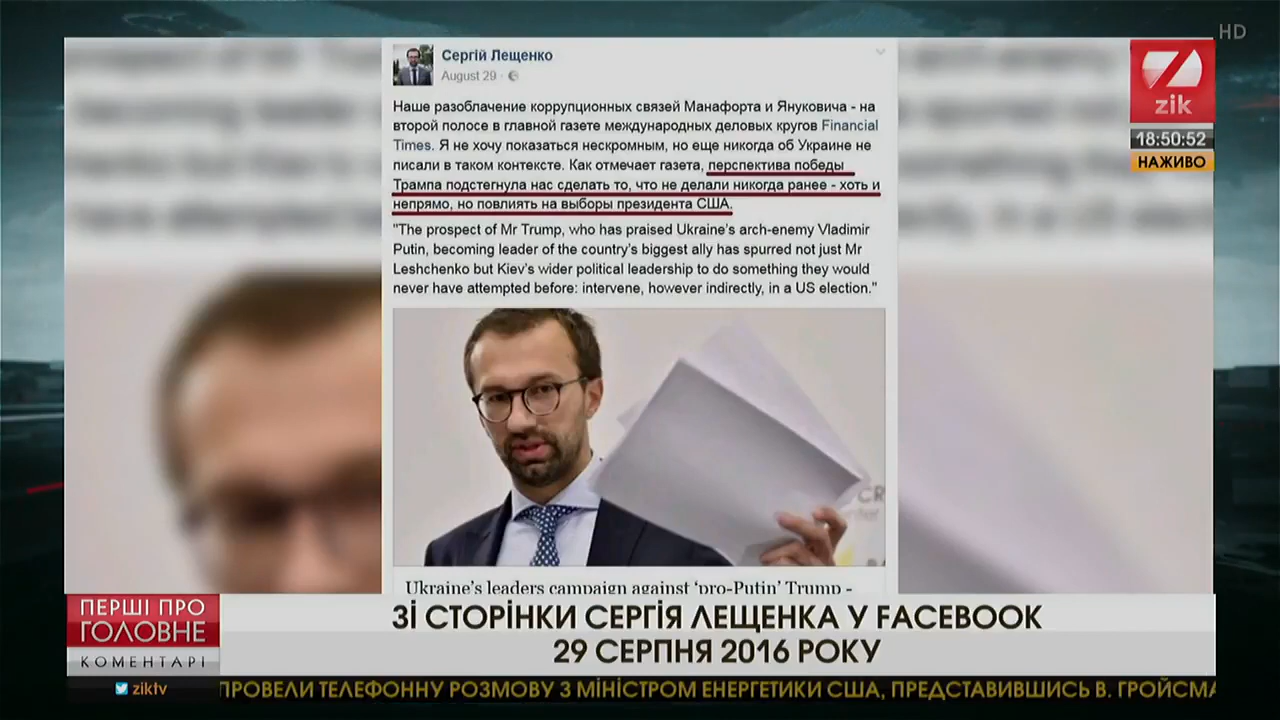 HD
Сергій Лещенко
August 29
Наше разоблачение коррупционных связей Манафорта и Януковича - на
второй полосе в главной газете международных деловых кругов Financial
Times. Я не хочу показаться нескромным, но еще никогда об Украине не
писали в таком контексте. Как отмечает газета, перспектива победы
Трампа подстегнула нас сделать то, что не делали никогда ранее - хоть и
непрямо, но повлиять на выборы президента США.
"The prospect of Mr Trump, who has praised Ukraine's arch-enemy Vladimir
Putin, becoming leader of the country's biggest ally has spurred not just Mr
Leshchenko but Kiev's wider political leadership to do something they would
never have attempted before: intervene, however indirectly, in a US election."
Ukraine's leaders campaign against 'pro-Putin' Trump -
zik
18:50:52
НАЖИВО
ПЕРШІ ПРО
ГОЛОВНЕ
КОМЕНТАРІ
ЗІ СТОРІНКИ СЕРГІЯ ЛЕЩЕНКА У FACEBOOK
29 СЕРПНЯ 2016 РОКУ
ziktv
ПРОВЕЛИ ТЕЛЕФОННУ РОЗМОВУ З МІНІСТРОМ ЕНЕРГЕТИКИ США, ПРЕДСТАВИВШИСЬ В. ГРОЙСМА